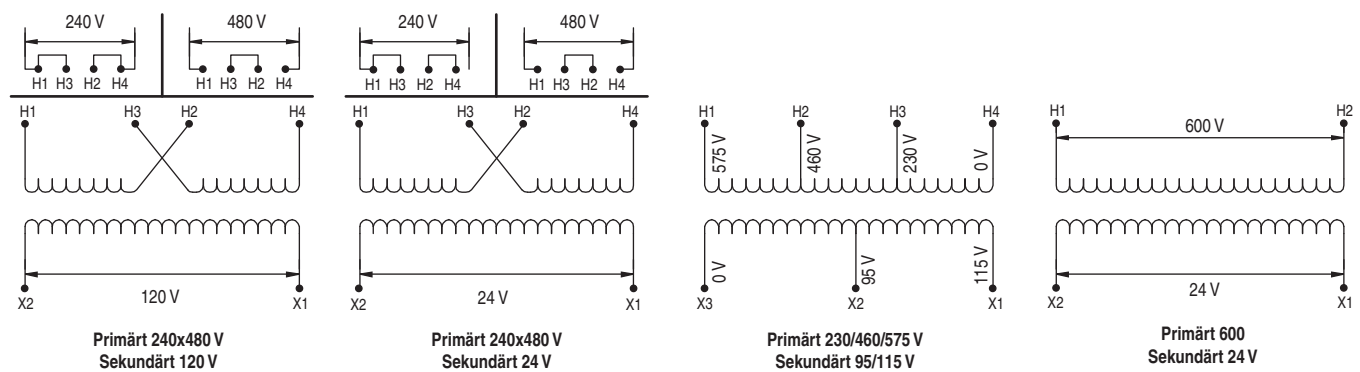 240 V 480 V
H1 H3 H2 H4 H1 H3 H2 H4
H1 H3 H2 H4
120 V
X2 X1
Primärt 240x480 V
Sekundärt 120 V
240 V 480 V
H1 H3 H2 H4 H1 H3 H2 H4
H1 H3 H2 H4
24 V
X2 X1
Primärt 240x480 V
Sekundärt 24 V
H1 H2 H3 H4
575 V 460 V 230 V 0 V
0 V 95 V 115 V
X3 X2 X1
Primärt 230/460/575 V
Sekundärt 95/115 V
H1 H2
600 V
24 V
X2 X1
Primärt 600
Sekundärt 24 V